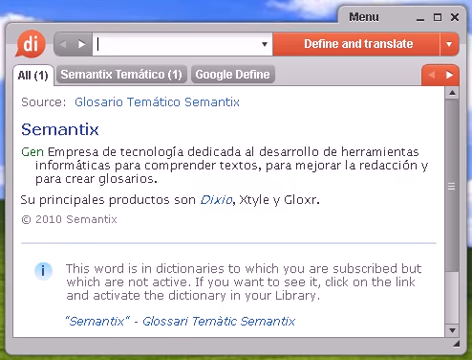 Menu
di
Define and translate
All (1)
Semantix Temático (1)
Google Define
Source: Glosario Temático Semantix
Semantix
Gen Empresa de tecnología dedicada al desarrollo de herramientas
informáticas para comprender textos, para mejorar la redacción y
para crear glosarios.
Su principales productos son Dixio, Xtyle y Gloxr.
© 2010 Semantix
i
This word is in dictionaries to which you are subscribed but
which are not active. If you want to see it, click on the link
and activate the dictionary in your Library.
"Semantix" - Glossari Temàtic Semantix